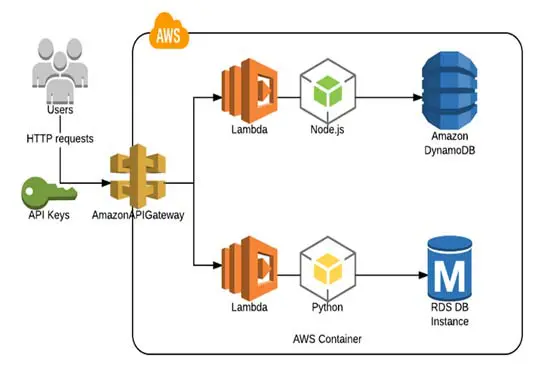 AWS
Users
HTTP requests
API Keys
AmazonAPIGateway
Lambda
Node.js
Amazon
DynamoDB
Lambda
Python
RDS DB
Instance
M
AWS Container